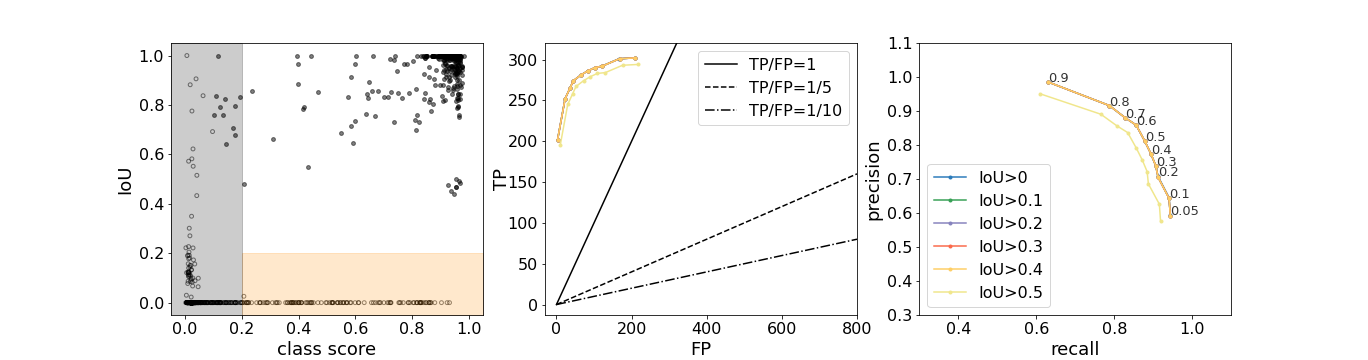 1.0
0.8
0.6
0.4
0.2
0.0
IoU
0.0 0.2 0.4 0.6 0.8 1.0
class score
300
250
200
150
100
50
0
TP
0 200 400 600 800
FP
TP/FP=1
TP/FP=1/5
TP/FP=1/10
1.1
1.0
0.9
0.8
0.7
0.6
0.5
0.4
0.3
precision
0.4 0.6 0.8 1.0
recall
0.9
0.8
0.7
0.6
0.5
0.4
0.3
0.2
0.1
0.05
IoU>0
IoU>0.1
IoU>0.2
IoU>0.3
IoU>0.4
IoU>0.5